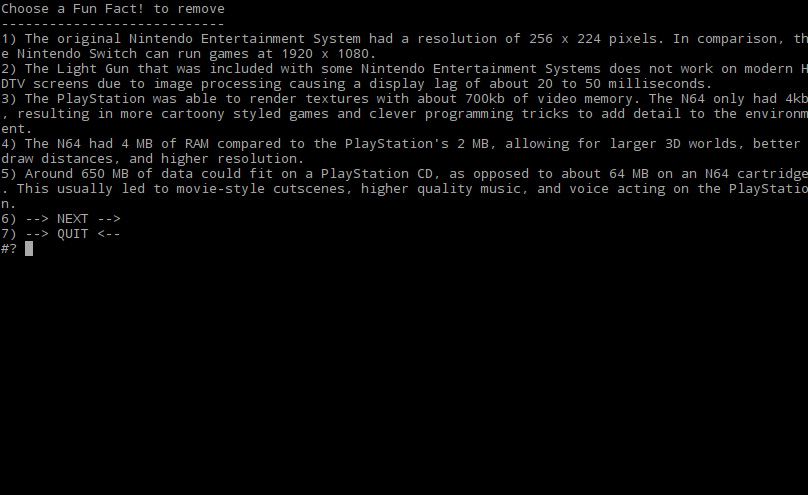 Choose a Fun Fact! to remove
----------------------------
1) The original Nintendo Entertainment System had a resolution of 256 x 224 pixels. In comparison, th
e Nintendo Switch can run games at 1920 x 1080.
2) The Light Gun that was included with some Nintendo Entertainment Systems does not work on modern H
DTV screens due to image processing causing a display lag of about 20 to 50 milliseconds.
3) The PlayStation was able to render textures with about 700kb of video memory. The N64 only had 4kb
, resulting in more cartoony styled games and clever programming tricks to add detail to the environm
ent.
4) The N64 had 4 MB of RAM compared to the PlayStation's 2 MB, allowing for larger 3D worlds, better 
draw distances, and higher resolution.
5) Around 650 MB of data could fit on a PlayStation CD, as opposed to about 64 MB on an N64 cartridge
. This usually led to movie-style cutscenes, higher quality music, and voice acting on the PlayStatio
n.
6) --> NEXT -->
7) --> QUIT <--
#?